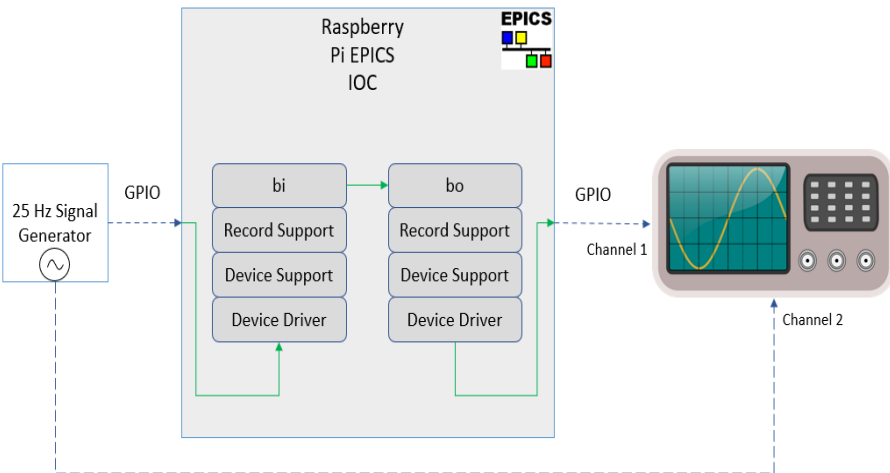 EPICS
Raspberry
Pi EPICS
IOC
GPIO
25 Hz Signal
Generator
bi
Record Support
Device Support
Device Driver
bo
Record Support
Device Support
Device Driver
GPIO
Channel 1
Channel 2